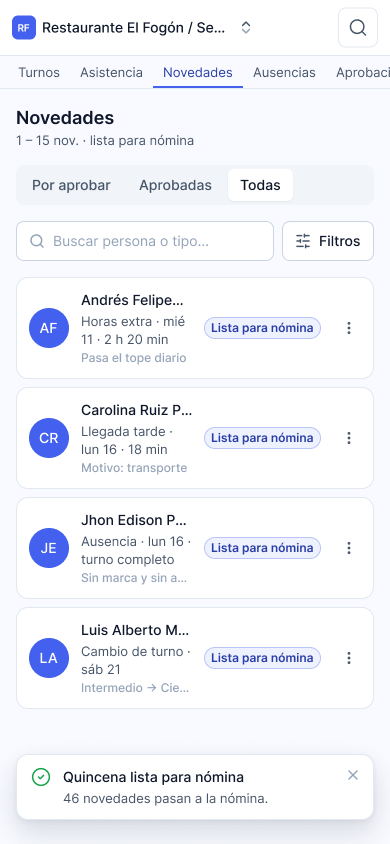 RF Restaurante El Fogón / Se...
Turnos Asistencia Novedades Ausencias Aprobaci
Novedades
1 – 15 nov. · lista para nómina
Por aprobar Aprobadas Todas
Buscar persona o tipo... Filtros
Andrés Felipe...
AF
Horas extra · mié
11 · 2 h 20 min
Pasa el tope diario
Lista para nómina
Carolina Ruiz P...
CR
Llegada tarde ·
lun 16 · 18 min
Motivo: transporte
Lista para nómina
Jhon Edison P...
JE
Ausencia · lun 16 ·
turno completo
Sin marca y sin a...
Lista para nómina
Luis Alberto M...
LA
Cambio de turno ·
sáb 21
Intermedio → Cie...
Lista para nómina
Quincena lista para nómina
46 novedades pasan a la nómina.